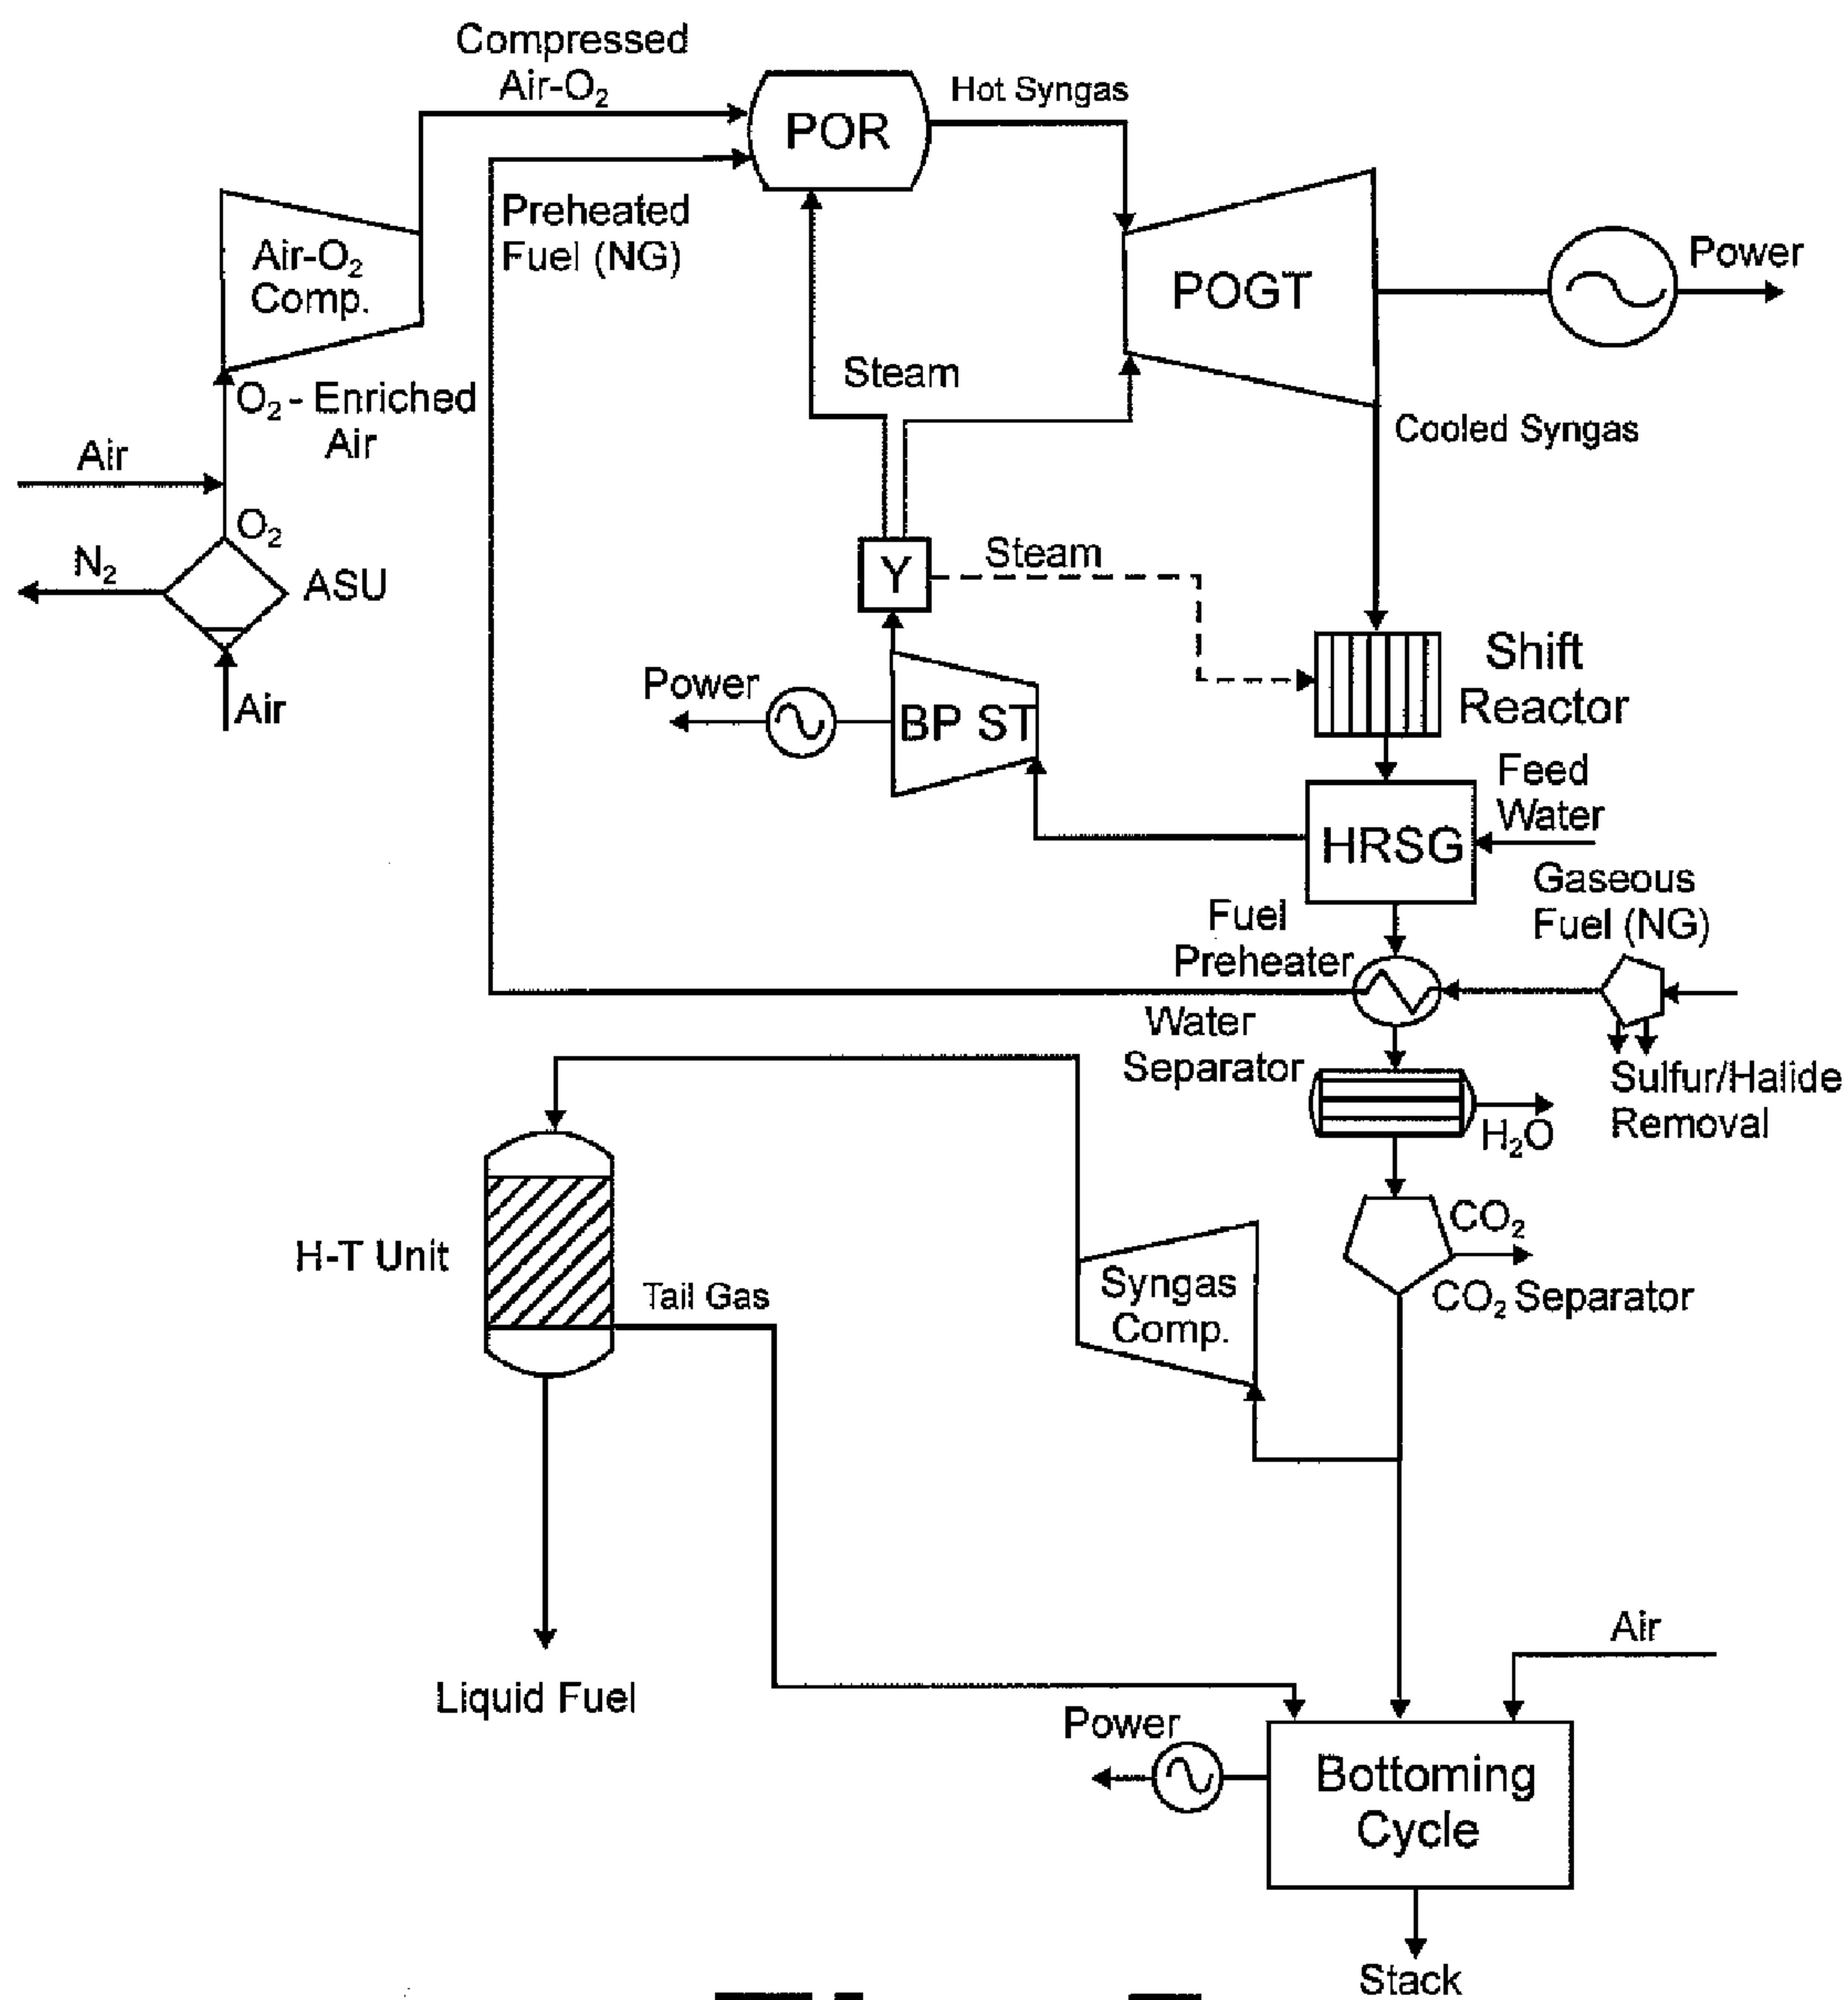 Compressed
Air-O₂
POR
Hot Syngas
Preheated
Fuel (NG)
Air-O₂
Comp.
POGT
Power
Steam
O₂ - Enriched
Air
Cooled Syngas
Air
O₂
N₂
ASU
Y
Steam
Air
Shift
Reactor
Power
BP ST
Feed
Water
HRSG
Gaseous
Fuel (NG)
Fuel
Preheater
Water
Separator
Sulfur/Halide
Removal
H₂O
H-T Unit
CO₂
CO₂ Separator
Syngas
Comp.
Tail Gas
Air
Liquid Fuel
Power
Bottoming
Cycle
Stack